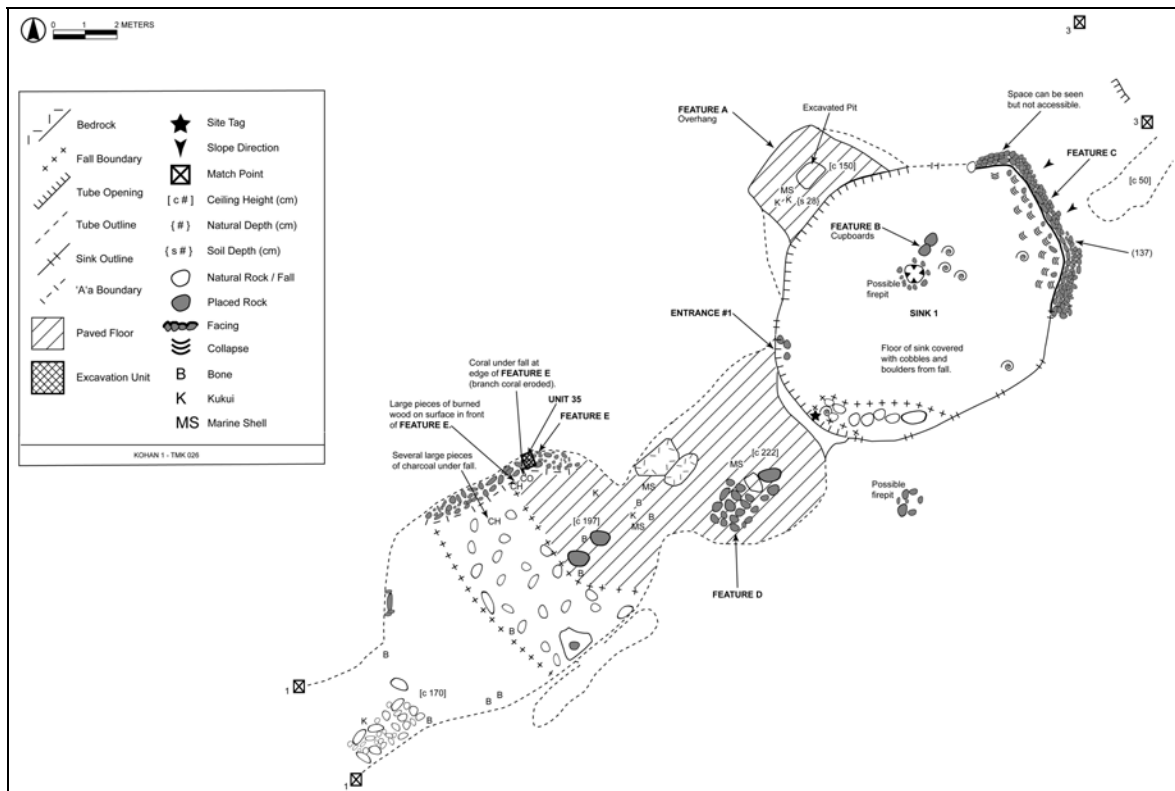 0 1 2 METERS
Bedrock
Fall Boundary
Tube Opening
Tube Outline
Sink Outline
'A'a Boundary
Paved Floor
Excavation Unit
Site Tag
Slope Direction
Match Point
[ c # ] Ceiling Height (cm)
{ # } Natural Depth (cm)
{ s # } Soil Depth (cm)
Natural Rock / Fall
Placed Rock
Facing
Collapse
B Bone
K Kukui
MS Marine Shell
KOHAN 1 - TMK 026
3
Space can be seen
but not accessible.
FEATURE A
Overhang
Excavated Pit
3
FEATURE C
[c 150]
[c 50]
MS
K K {s 28}
FEATURE B
Cupboards
(137)
Possible
firepit
ENTRANCE #1
SINK 1
Floor of sink covered
with cobbles and
boulders from fall.
Coral under fall at
edge of FEATURE E
(branch coral eroded).
UNIT 35
FEATURE E
Large pieces of burned
wood on surface in front
of FEATURE E.
Several large pieces
of charcoal under fall.
MS
[c 222]
CO
CH
MS
Possible
firepit
K
B
CH
[c 197]
K B
MS
B
B
FEATURE D
B
B
1
[c 170]
B
B
K
B
1